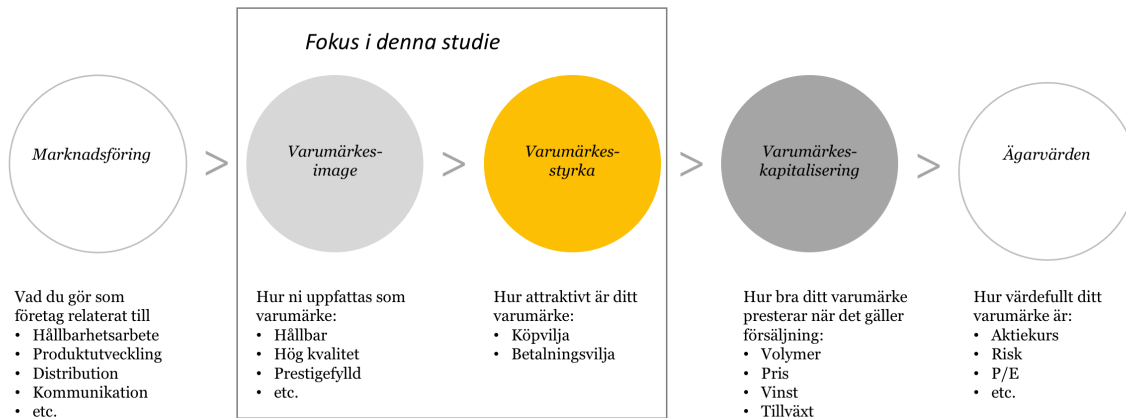 Fokus i denna studie
Marknadsföring
>
Varumärkes-
image
>
Varumärkes-
styrka
>
Varumärkes-
kapitalisering
>
Ägarvärden
Vad du gör som
företag relaterat till
• Hållbarhetsarbete
• Produktutveckling
• Distribution
• Kommunikation
• etc.
Hur ni uppfattas som
varumärke:
• Hållbar
• Hög kvalitet
• Prestigefylld
• etc.
Hur attraktivt är ditt
varumärke:
• Köpvilja
• Betalningsvilja
Hur bra ditt varumärke
presterar när det gäller
försäljning:
• Volymer
• Pris
• Vinst
• Tillväxt
Hur värdefullt ditt
varumärke är:
• Aktiekurs
• Risk
• P/E
• etc.